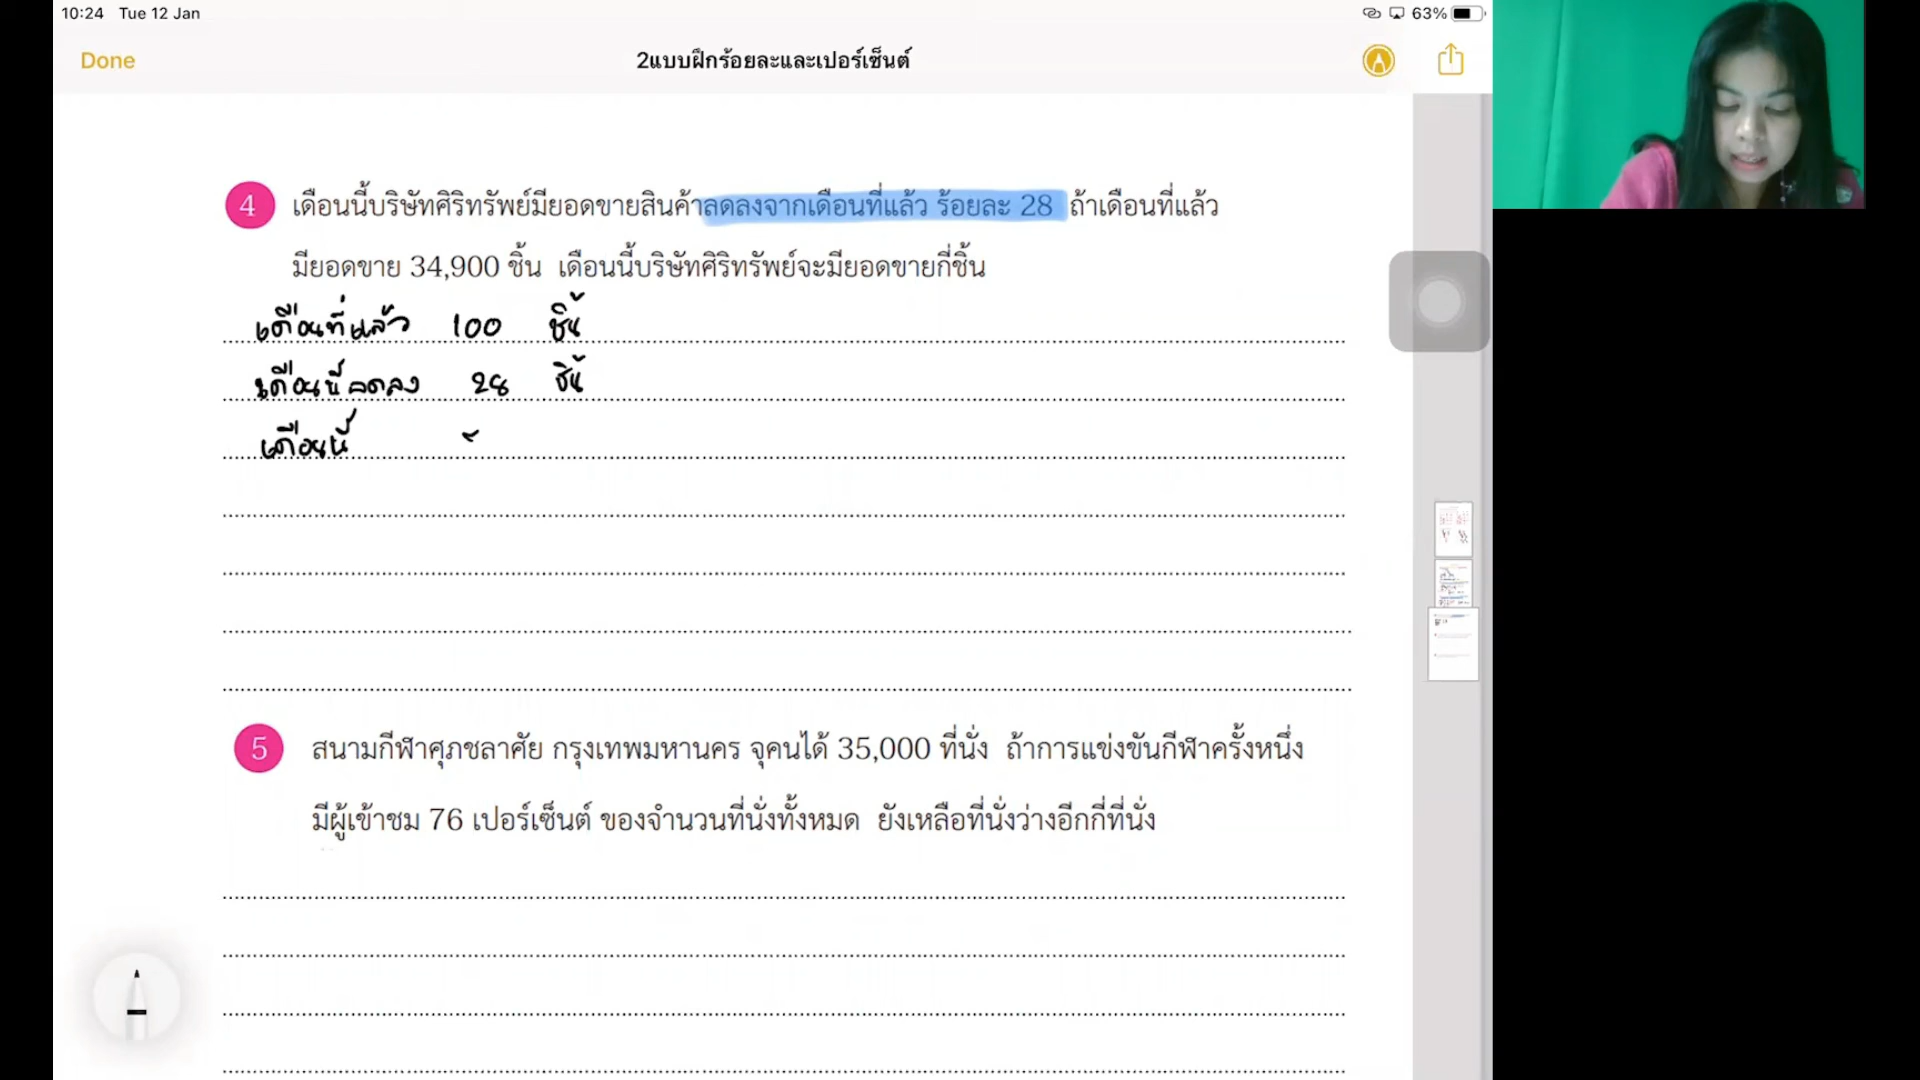 10:24 Tue 12 Jan
63%
Done
2แบบฝึกร้อยละและเปอร์เซ็นต์
4 เดือนนี้บริษัทศิริทรัพย์มียอดขายสินค้าลดลงจากเดือนที่แล้ว ร้อยละ 28 ถ้าเดือนที่แล้ว
มียอดขาย 34,900 ชิ้น เดือนนี้บริษัทศิริทรัพย์จะมียอดขายกี่ชิ้น
เดือนที่แล้ว 100 ชิ้น
เดือนนี้ลดลง 28 ชิ้น
เดือนนี้
5 สนามกีฬาศุภชลาศัย กรุงเทพมหานคร จุคนได้ 35,000 ที่นั่ง ถ้าการแข่งขันกีฬาครั้งหนึ่ง
มีผู้เข้าชม 76 เปอร์เซ็นต์ ของจำนวนที่นั่งทั้งหมด ยังเหลือที่นั่งว่างอีกกี่ที่นั่ง